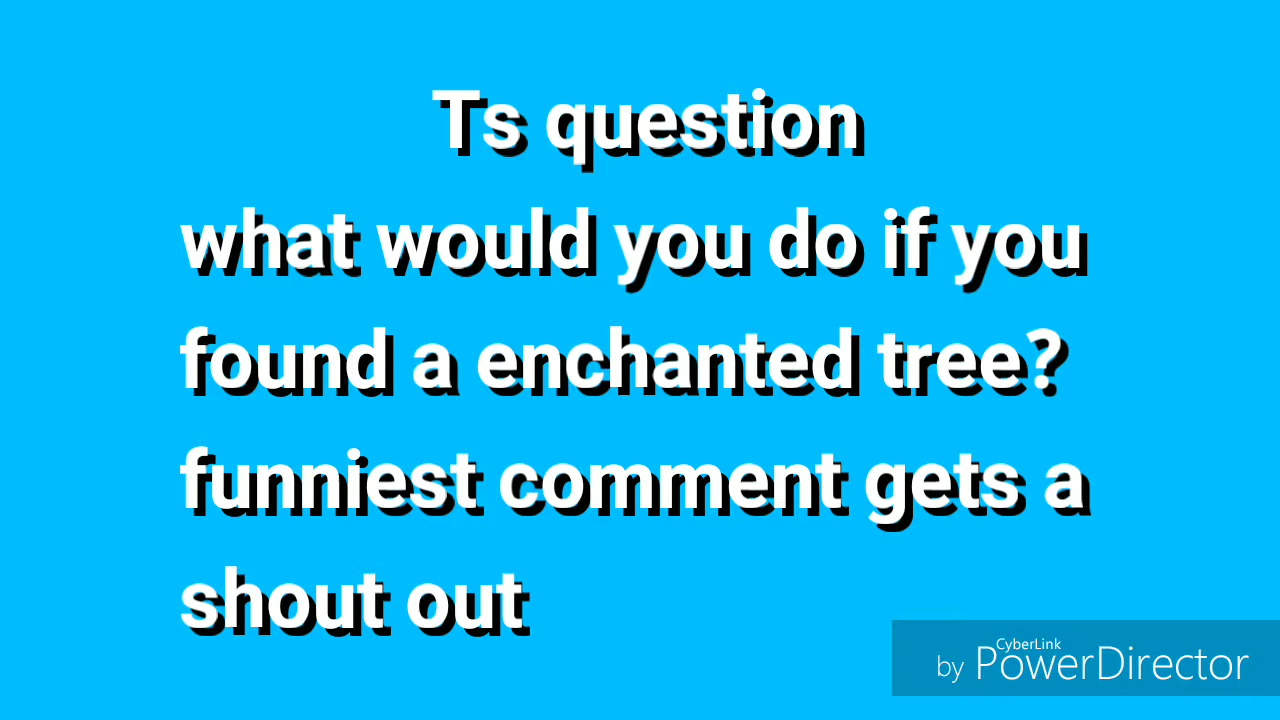 Ts question
what would you do if you
found a enchanted tree?
funniest comment gets a
shout out
CyberLink
by PowerDirector